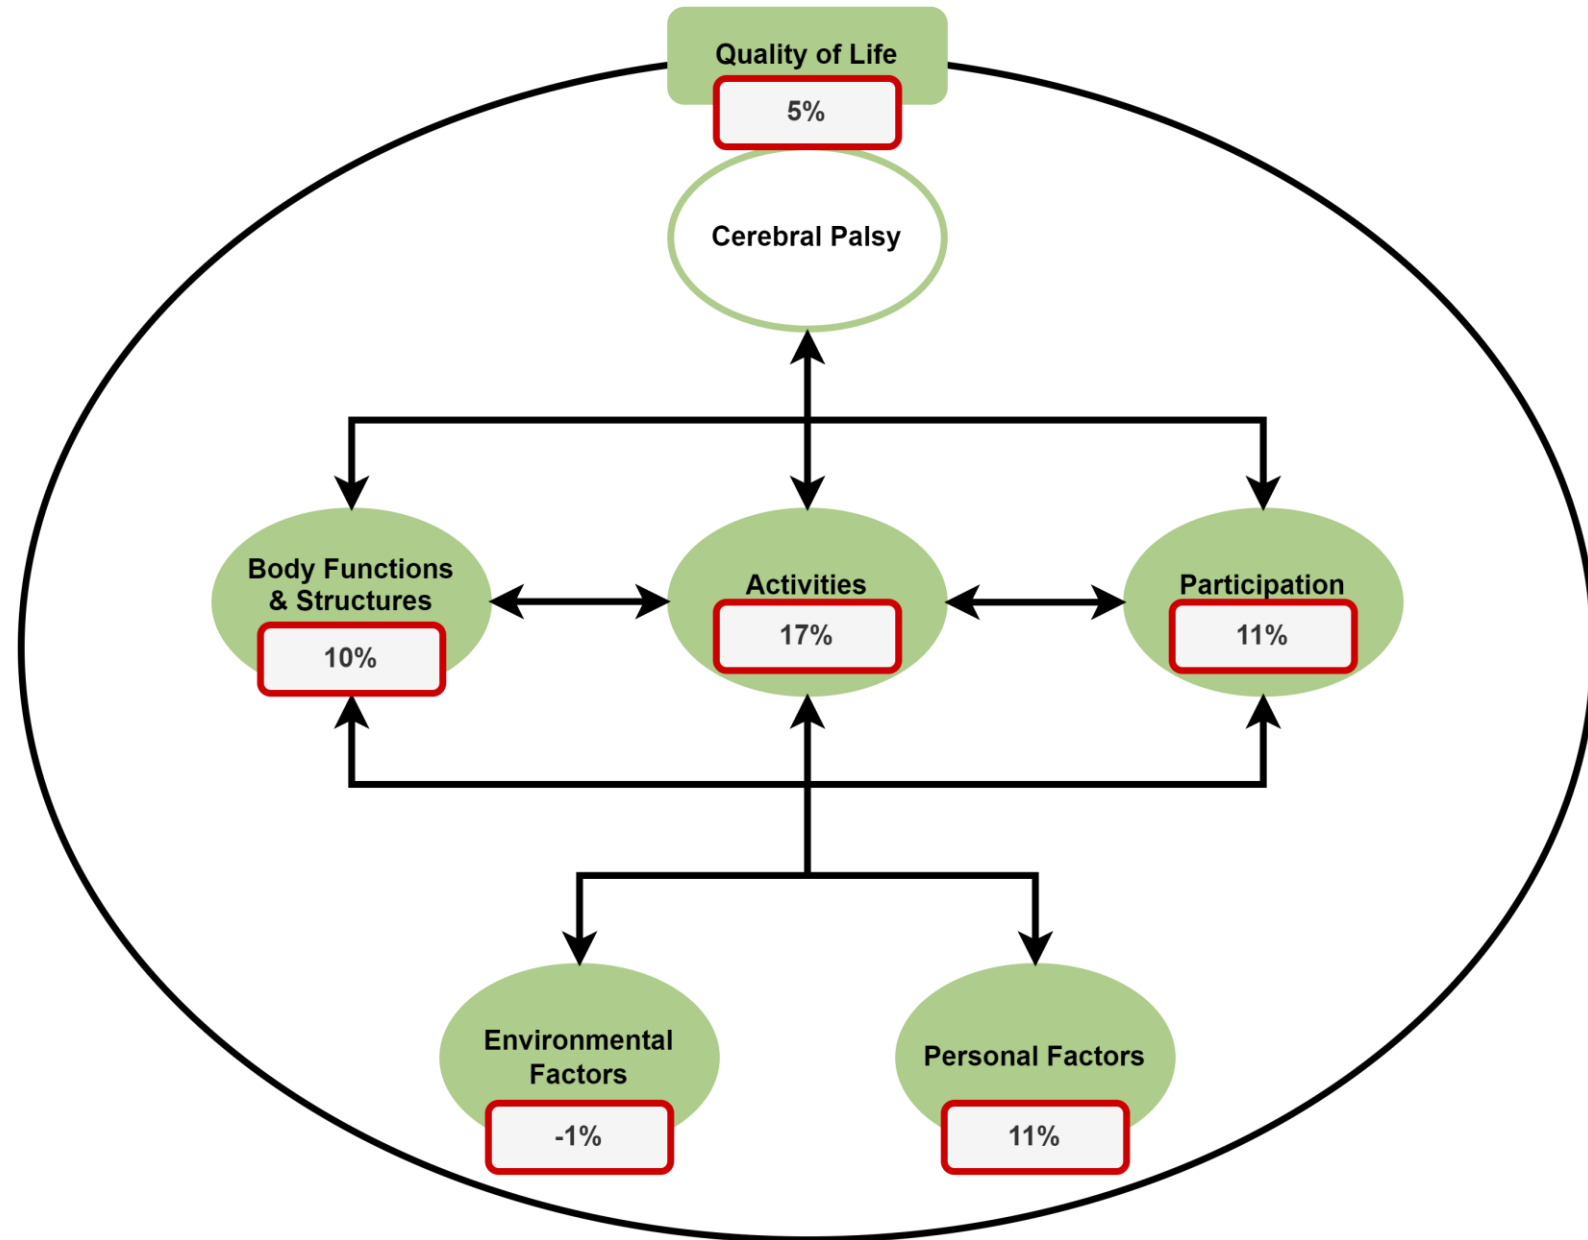 Quality of Life
5%
Cerebral Palsy
Body Functions
& Structures
10%
Activities
17%
Participation
11%
Environmental
Factors
-1%
Personal Factors
11%